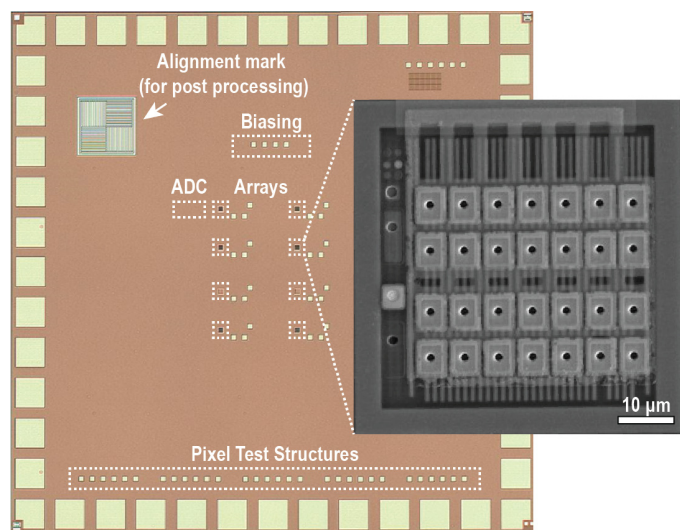 Alignment mark
(for post processing)
Biasing
ADC
Arrays
10 µm
Pixel Test Structures